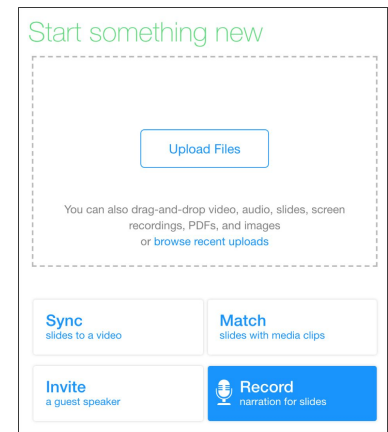 Start something new
Upload Files
You can also drag-and-drop video, audio, slides, screen
recordings, PDFs, and images
or browse recent uploads
Sync
slides to a video
Match
slides with media clips
Invite
a guest speaker
Record
narration for slides